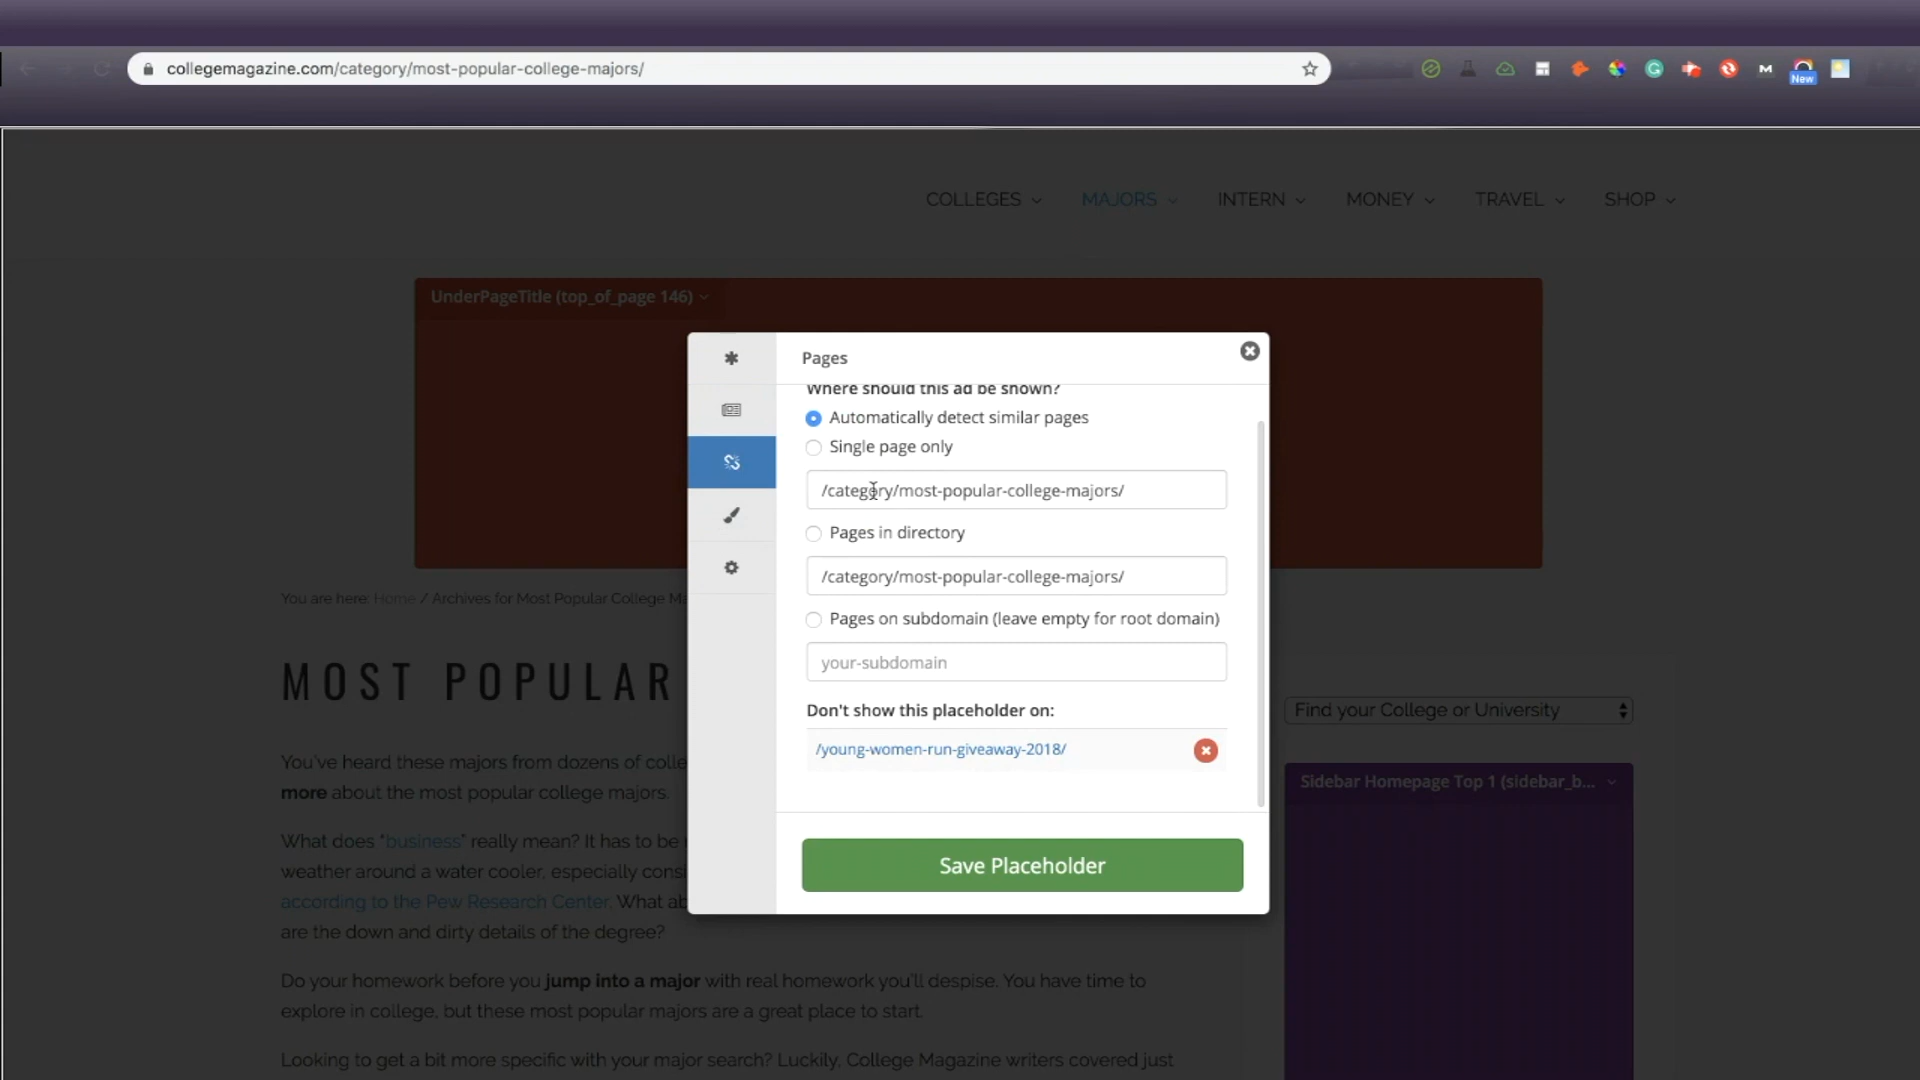 collegemagazine.com/category/most-popular-college-majors/
New
COLLEGES
MAJORS
INTERN
MONEY
TRAVEL
SHOP
UnderPageTitle (top_of_page 146)
Pages
Where should this ad be shown?
Automatically detect similar pages
Single page only
/category/most-popular-college-majors/
Pages in directory
/category/most-popular-college-majors/
Pages on subdomain (leave empty for root domain)
your-subdomain
Don't show this placeholder on:
/young-women-run-giveaway-2018/
Save Placeholder
You are here: Home / Archives for Most Popular College Ma
MOST POPULAR
You've heard these majors from dozens of colle
more about the most popular college majors.
What does "business" really mean? It has to be
weather around a water cooler, especially consi
according to the Pew Research Center. What ab
are the down and dirty details of the degree?
Do your homework before you jump into a major with real homework you'll despise. You have time to
explore in college, but these most popular majors are a great place to start.
Looking to get a bit more specific with your major search? Luckily, College Magazine writers covered just
Find your College or University
Sidebar Homepage Top 1 (sidebar_b...